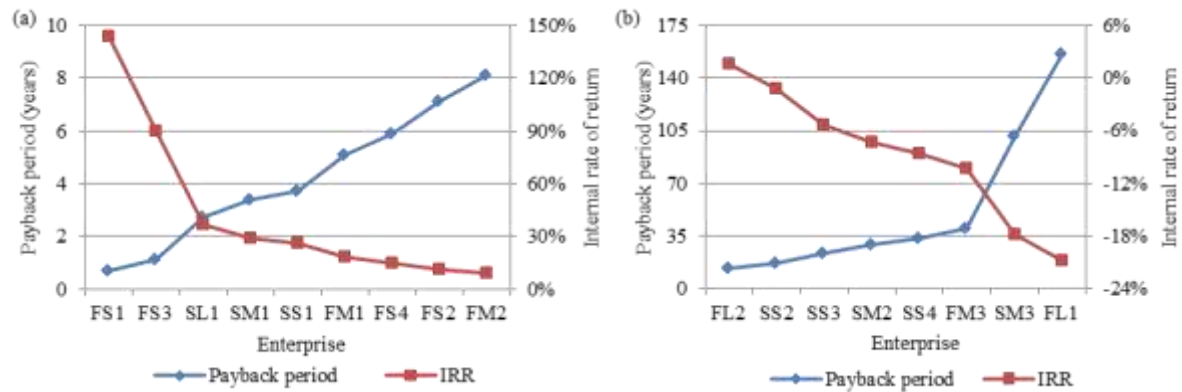 (a)
10
8
6
4
2
0
Payback period (years)
150%
120%
90%
60%
30%
0%
Internal rate of return
FS1 FS3 SL1 SM1 SS1 FM1 FS4 FS2 FM2
Enterprise
Payback period IRR
(b)
175
140
105
70
35
0
Payback period (years)
6%
0%
-6%
-12%
-18%
-24%
Internal rate of return
FL2 SS2 SS3 SM2 SS4 FM3 SM3 FL1
Enterprise
Payback period IRR